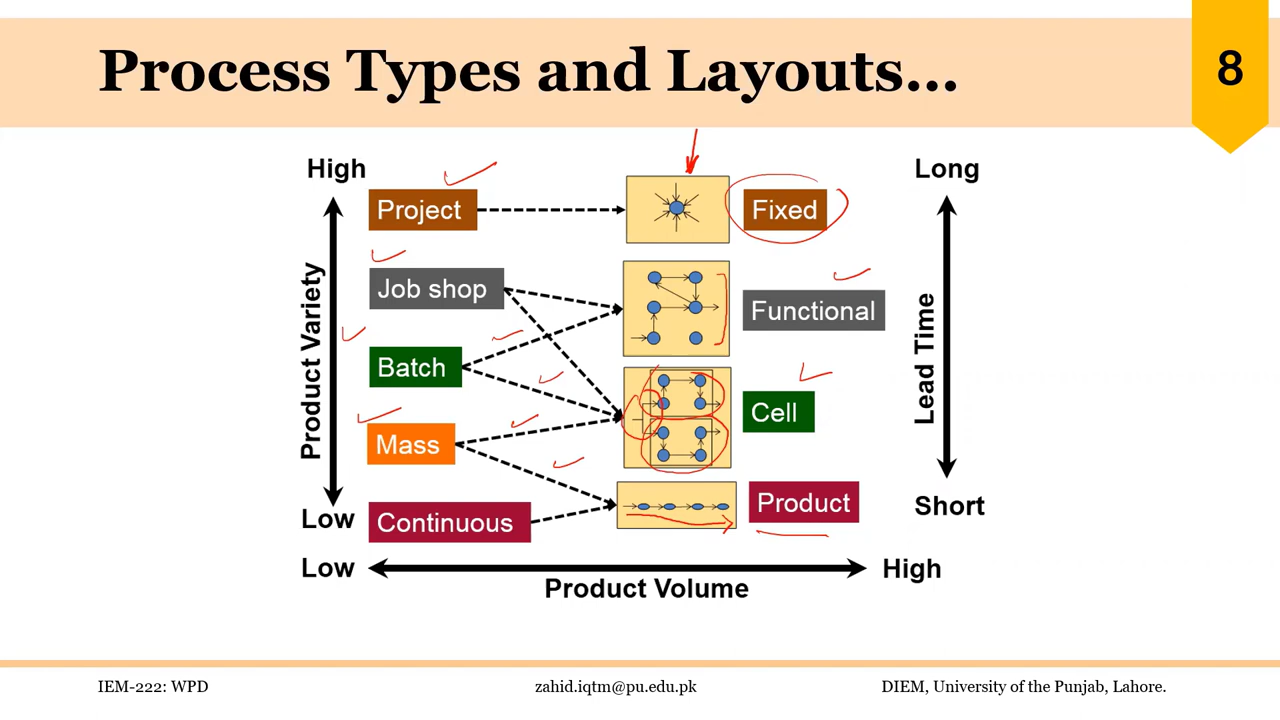 Process Types and Layouts...
8
High
Long
Project
Fixed
Job shop
Functional
Batch
Cell
Mass
Product
Continuous
Product Variety
Lead Time
Low
Short
Low
High
Product Volume
IEM-222: WPD
zahid.iqtm@pu.edu.pk
DIEM, University of the Punjab, Lahore.